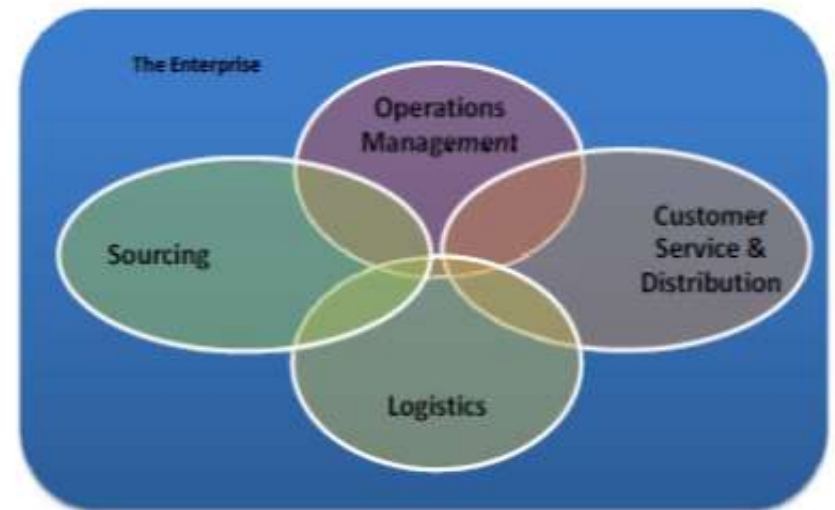 The Enterprise
Operations
Management
Customer
Service &
Distribution
Sourcing
Logistics